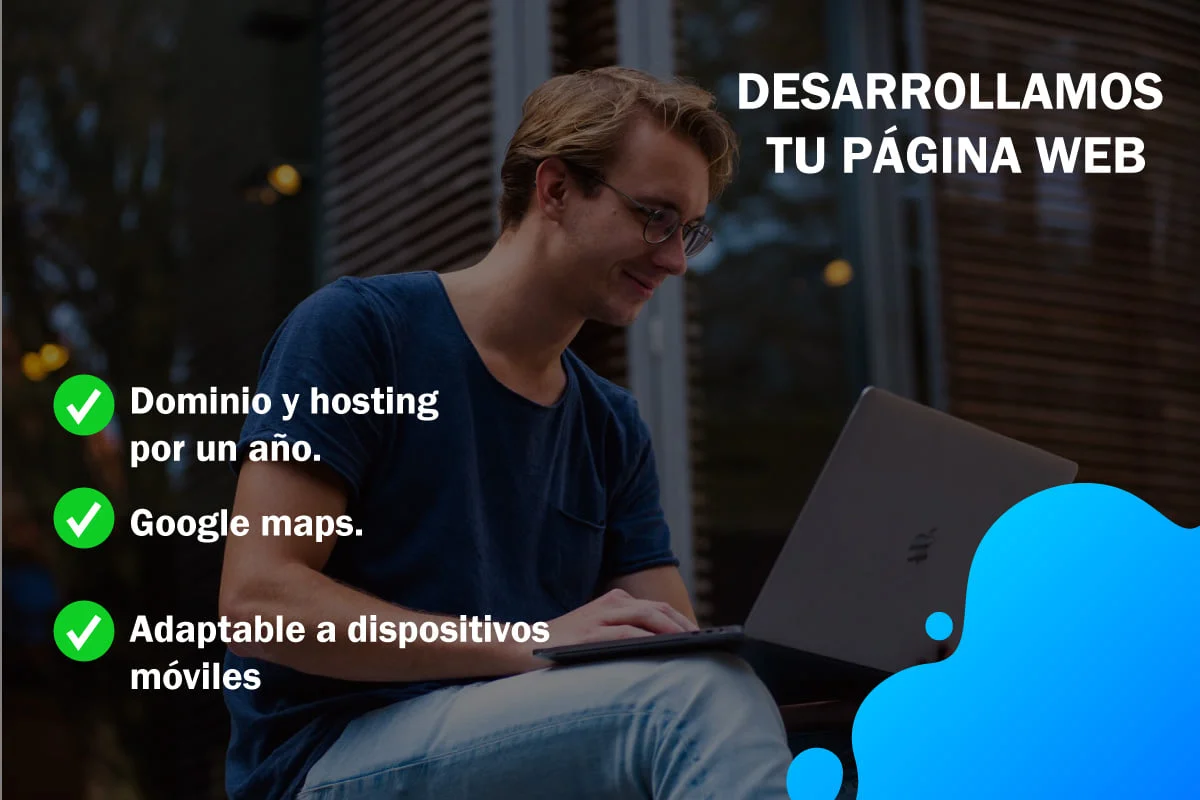 DESARROLLAMOS
TU PÁGINA WEB
Dominio y hosting
por un año.
Google maps.
Adaptable a dispositivos
móviles